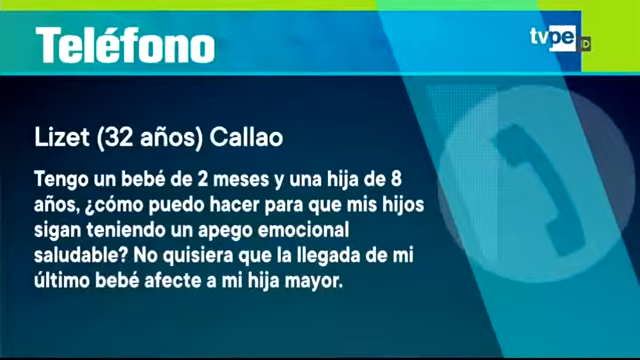 Teléfono
tvpe
Lizet (32 años) Callao
Tengo un bebé de 2 meses y una hija de 8
años, ¿cómo puedo hacer para que mis hijos
sigan teniendo un apego emocional
saludable? No quisiera que la llegada de mi
último bebé afecte a mi hija mayor.